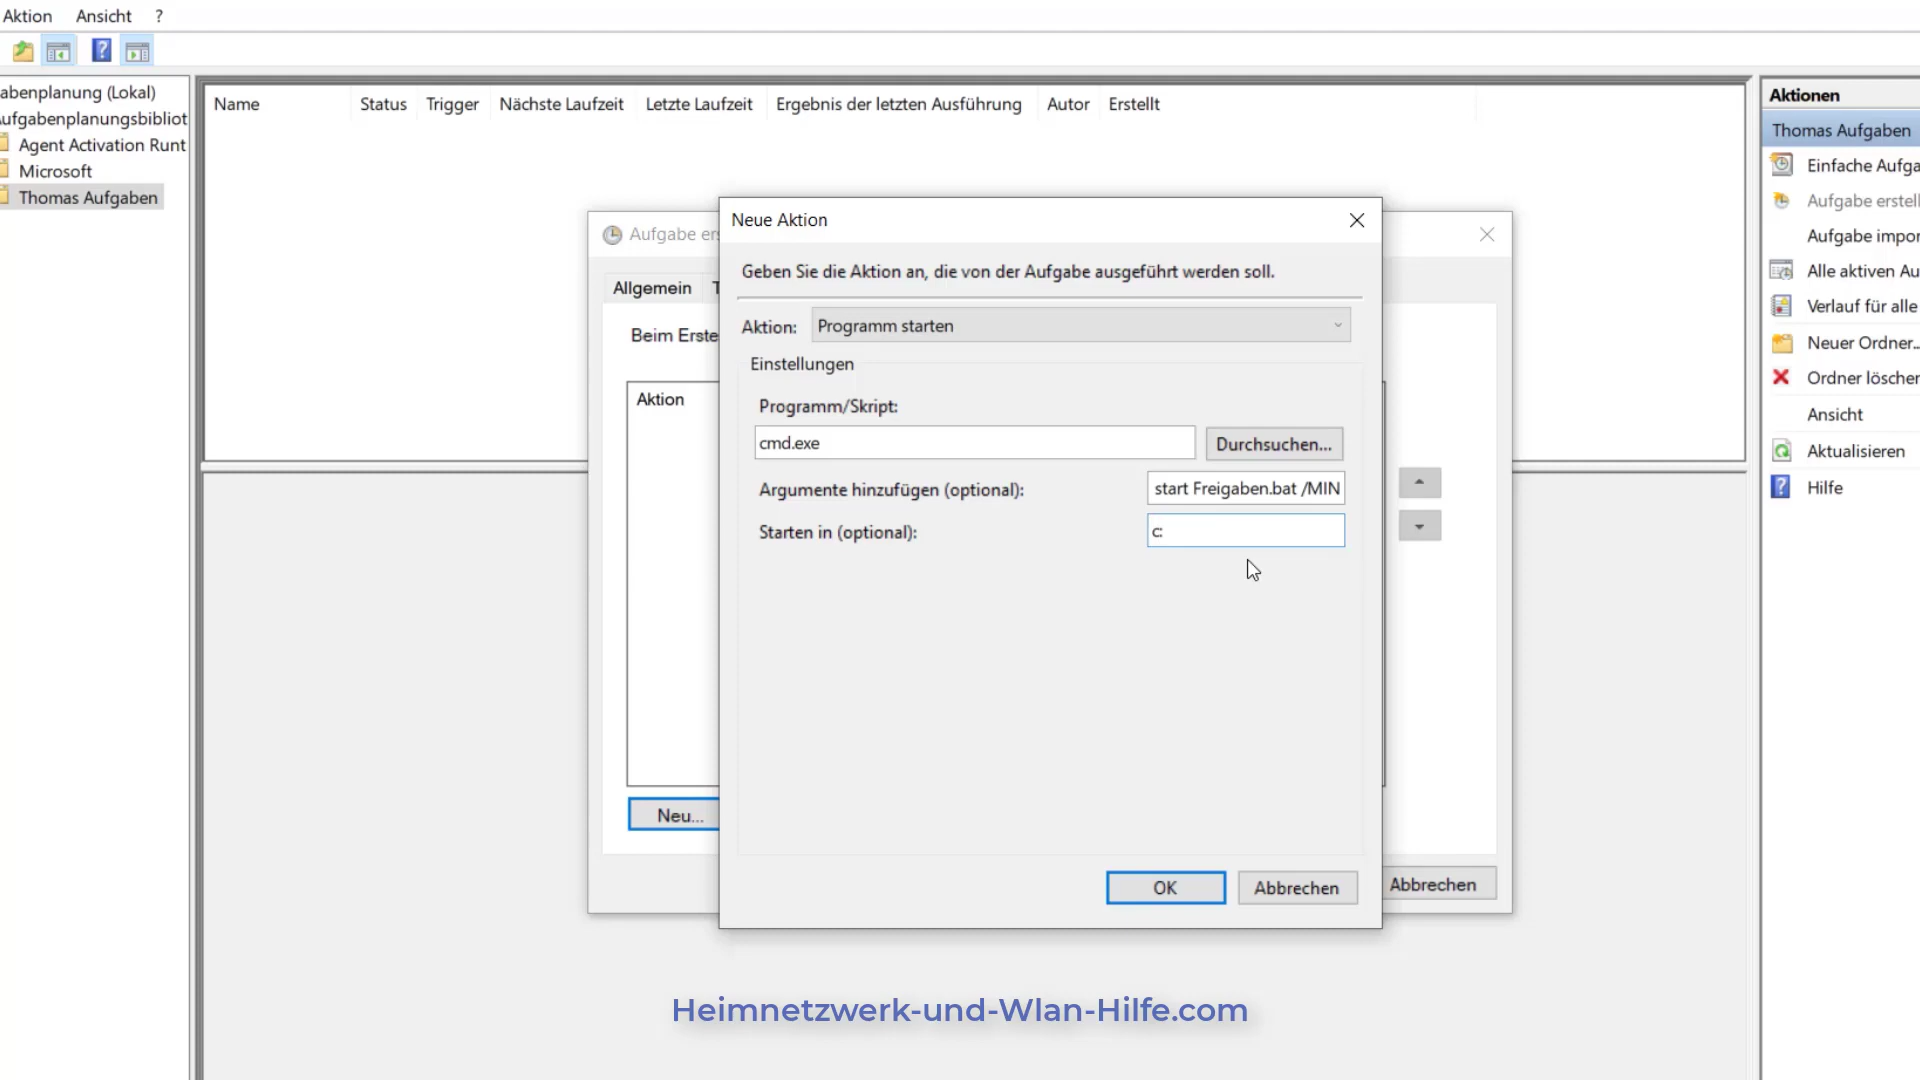 Aktion Ansicht ?
abenplanung (Lokal)
ufgabenplanungsbibliot
Agent Activation Runt
Microsoft
Thomas Aufgaben
Name Status Trigger Nächste Laufzeit Letzte Laufzeit Ergebnis der letzten Ausführung Autor Erstellt
Aufgabe ers
Allgemein T
Beim Erste
Aktion
Neu...
Abbrechen
Neue Aktion
Geben Sie die Aktion an, die von der Aufgabe ausgeführt werden soll.
Aktion: Programm starten
Einstellungen
Programm/Skript:
cmd.exe Durchsuchen...
Argumente hinzufügen (optional): start Freigaben.bat /MIN
Starten in (optional): c:
OK Abbrechen
Aktionen
Thomas Aufgaben
Einfache Aufga
Aufgabe erstell
Aufgabe impor
Alle aktiven Au
Verlauf für alle
Neuer Ordner...
Ordner löschen
Ansicht
Aktualisieren
Hilfe
Heimnetzwerk-und-Wlan-Hilfe.com